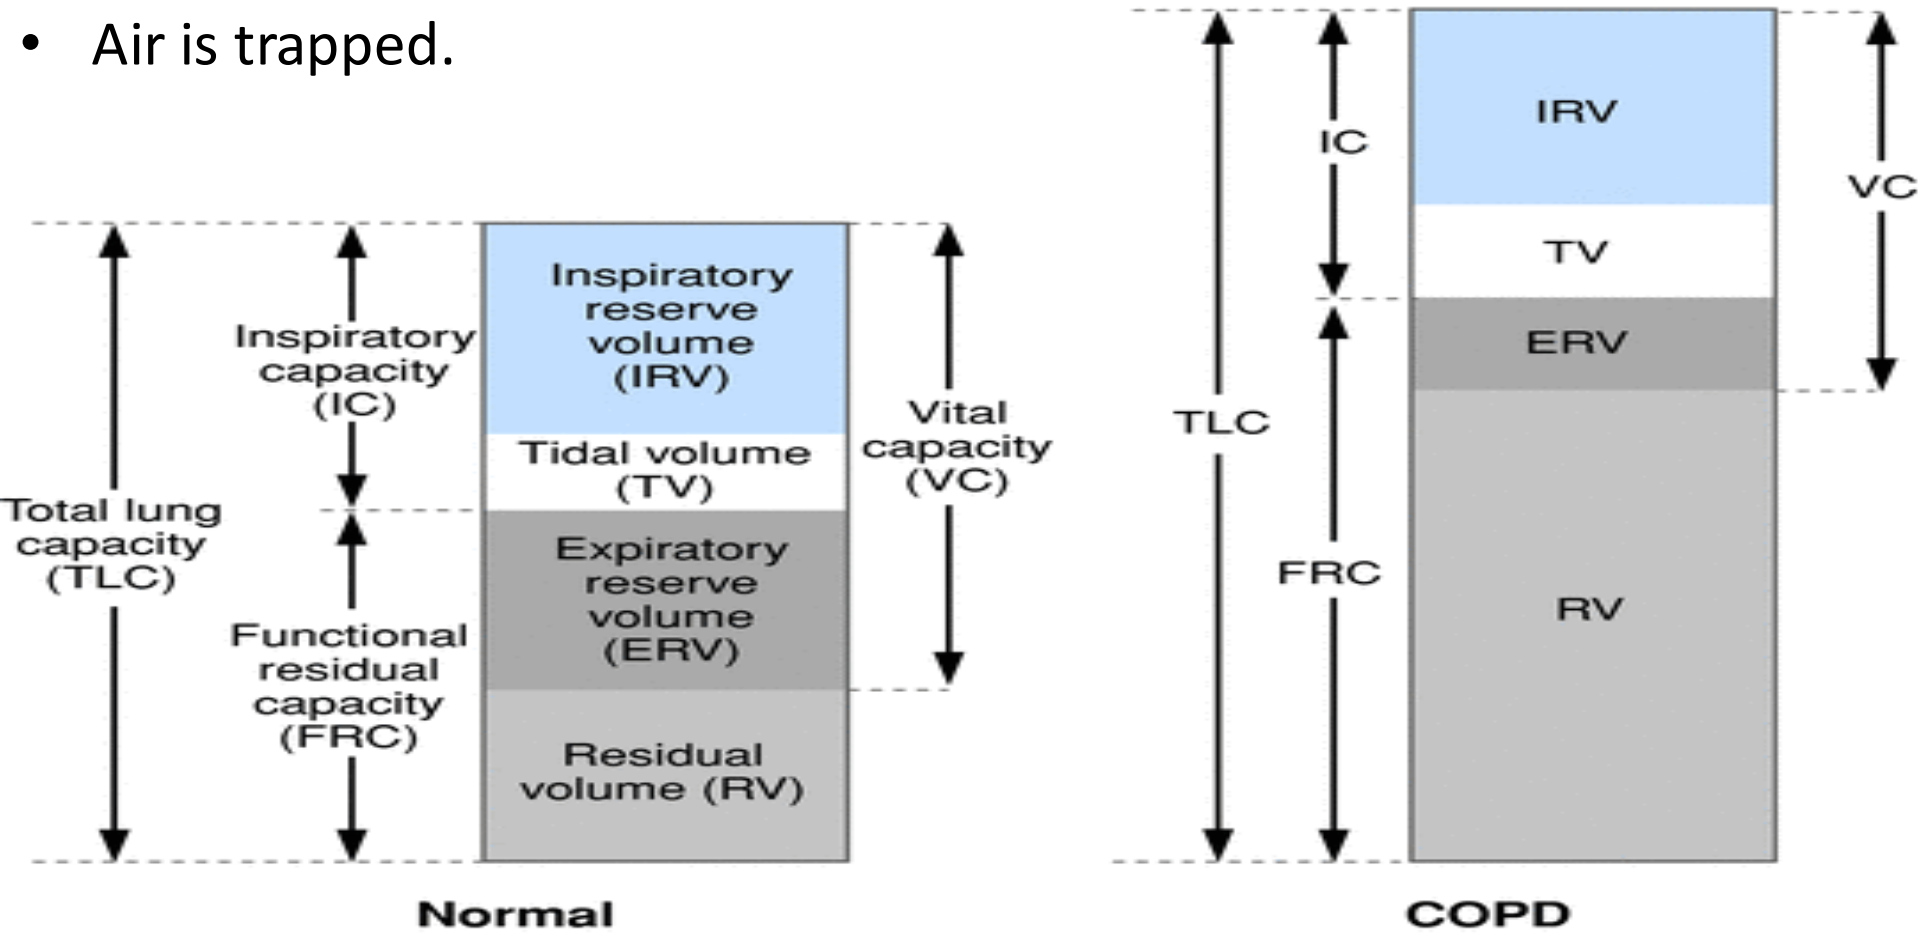 • Air is trapped.
Inspiratory
reserve
volume
(IRV)
Inspiratory
capacity
(IC)
Tidal volume
(TV)
Vital
capacity
(VC)
Total lung
capacity
(TLC)
Expiratory
reserve
volume
(ERV)
Functional
residual
capacity
(FRC)
Residual
volume (RV)
Normal
IRV
IC
VC
TV
ERV
TLC
FRC
RV
COPD